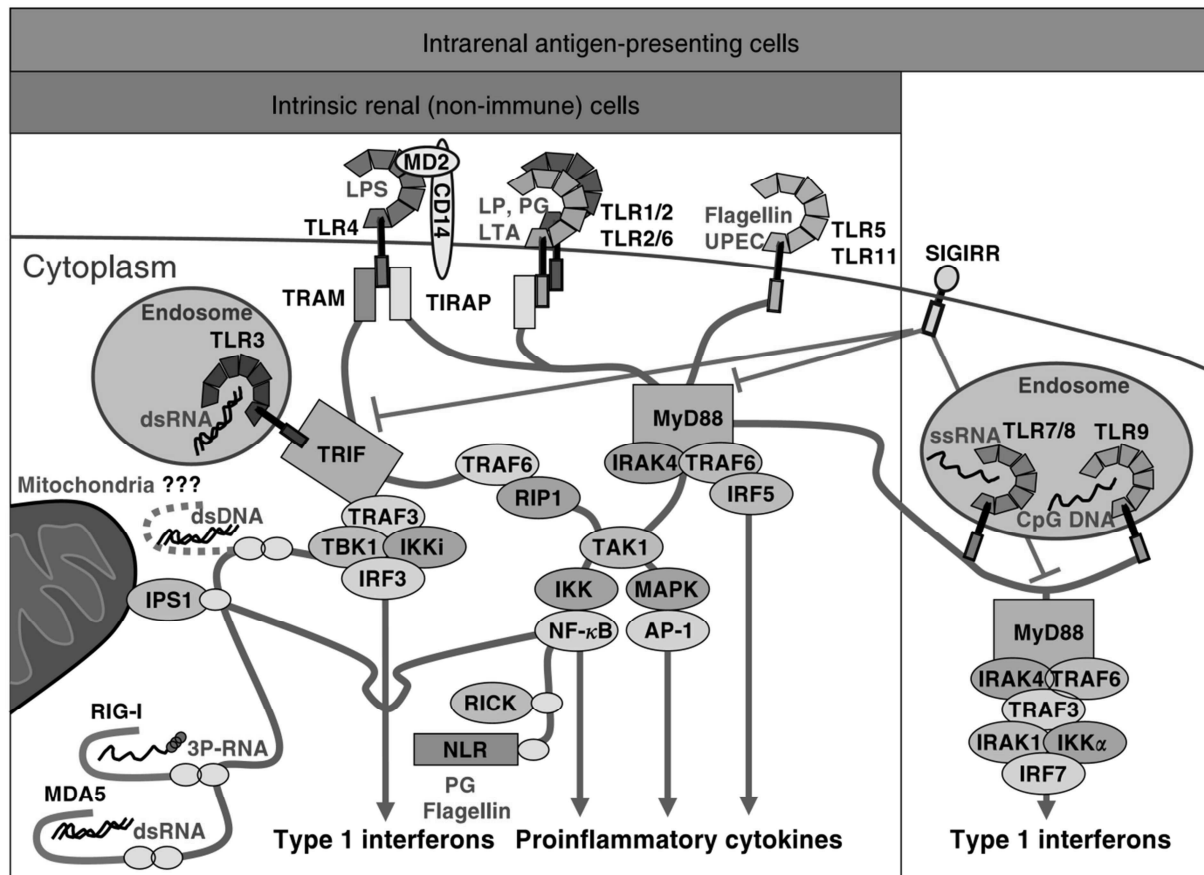 Intrarenal antigen-presenting cells
Intrinsic renal (non-immune) cells
MD2
LPS
CD14
TLR4
LP, PG
LTA
TLR1/2
TLR2/6
Flagellin
UPEC
TLR5
TLR11
SIGIRR
Cytoplasm
TRAM
TIRAP
Endosome
TLR3
dsRNA
TRIF
MyD88
IRAK4
TRAF6
IRF5
TRAF6
RIP1
Endosome
ssRNA
TLR7/8
TLR9
CpG DNA
Mitochondria ???
dsDNA
TRAF3
TBK1
IKKi
IRF3
TAK1
IKK
MAPK
NF-κB
AP-1
IPS1
RICK
NLR
PG
Flagellin
RIG-I
3P-RNA
MDA5
dsRNA
MyD88
IRAK4
TRAF6
TRAF3
IRAK1
IKKα
IRF7
Type 1 interferons
Proinflammatory cytokines
Type 1 interferons